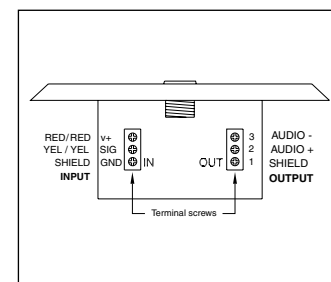 RED/RED V+ 3 AUDIO -
YEL / YEL SIG 2 AUDIO +
SHIELD GND IN OUT 1 SHIELD
INPUT OUTPUT
Terminal screws